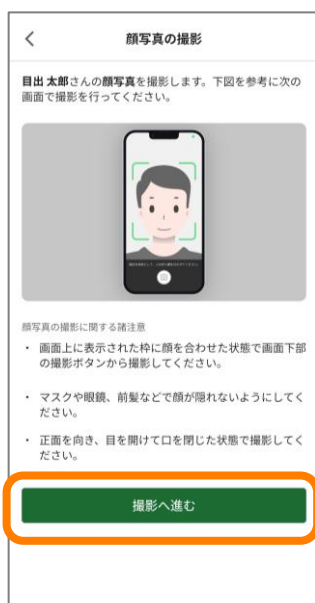 顔写真の撮影
目出 太郎さんの顔写真を撮影します。下図を参考に次の
画面で撮影を行ってください。
顔写真の撮影に関する諸注意
・ 画面上に表示された枠に顔を合わせた状態で画面下部
の撮影ボタンから撮影してください。
・ マスクや眼鏡、前髪などで顔が隠れないようにしてく
ださい。
・ 正面を向き、目を開けて口を閉じた状態で撮影してく
ださい。
撮影へ進む